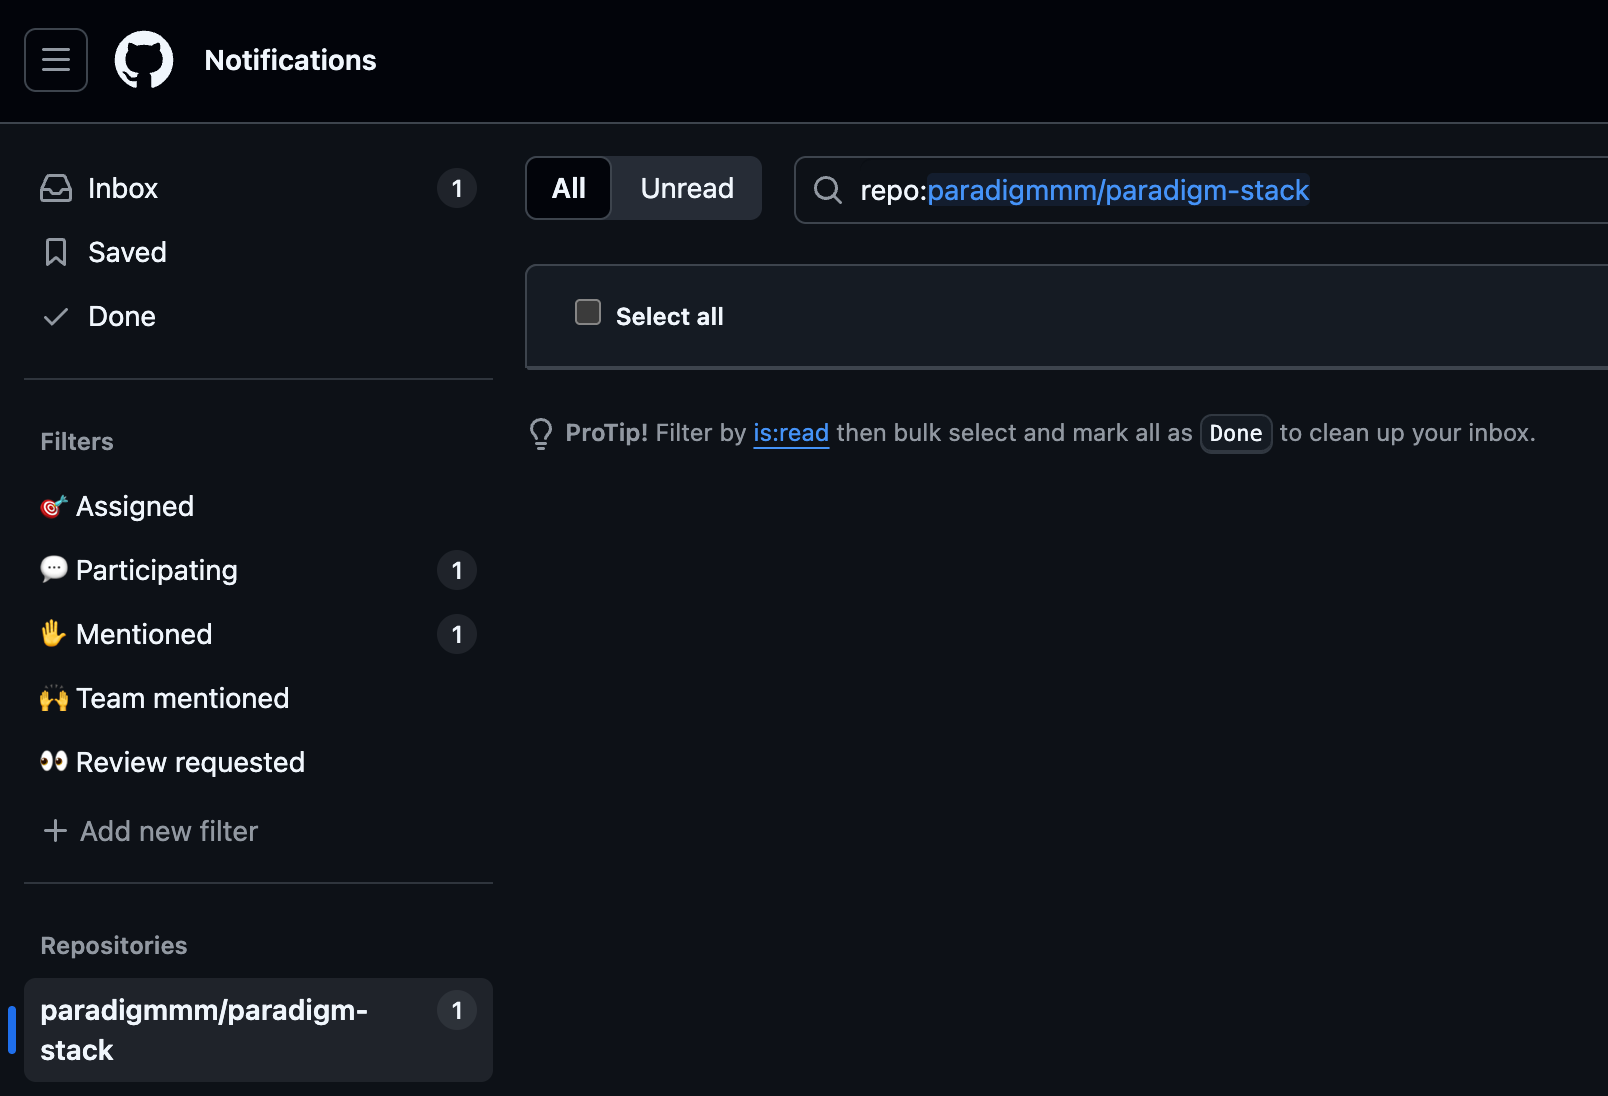 Notifications
Inbox 1
Saved
Done
Filters
Assigned
Participating 1
Mentioned 1
Team mentioned
Review requested
Add new filter
Repositories
paradigmmm/paradigm- 1
stack
All Unread
repo:paradigmmm/paradigm-stack
Select all
ProTip! Filter by is:read then bulk select and mark all as Done to clean up your inbox.